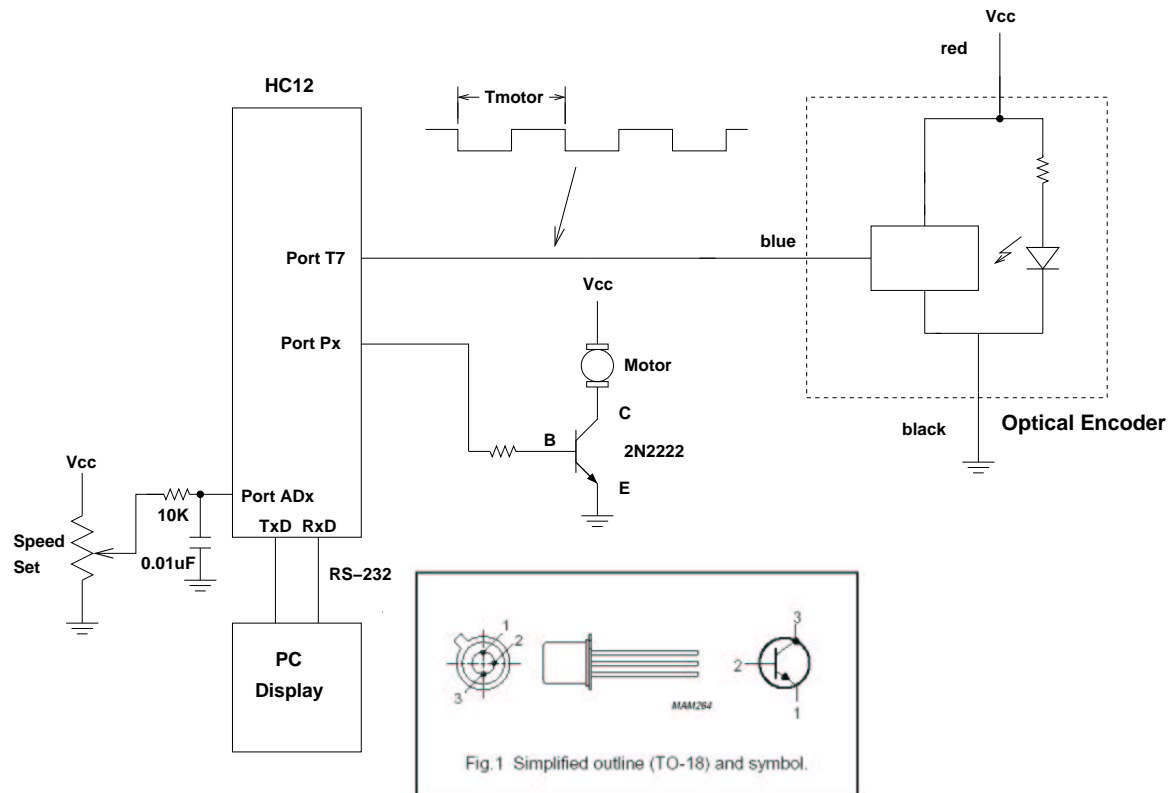 Vcc
red
HC12
Tmotor
Port T7
blue
Vcc
Port Px
Motor
C
black
Optical Encoder
B
2N2222
E
Vcc
Port ADx
10K
TxD RxD
Speed
Set
0.01uF
RS-232
PC
Display
1
2
3
MAM264
3
2
1
Fig.1 Simplified outline (TO-18) and symbol.